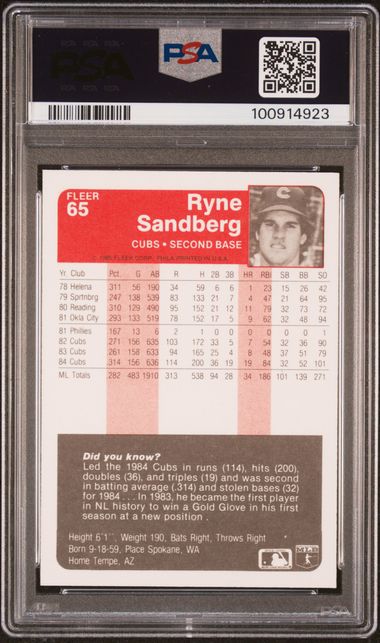 PSA
100914923
FLEER
65
Ryne
Sandberg
CUBS • SECOND BASE
© 1985 FLEER CORP., PHILA. PRINTED IN U.S.A.
Yr. Club Pct. G AB R H 2B 3B HR RBI SB BB SO
78 Helena .311 56 190 34 59 6 6 1 23 15 26 42
79 Sprtnbrg .247 138 539 83 133 21 7 4 47 21 64 95
80 Reading .310 129 490 95 152 21 12 11 79 32 73 72
81 Okla City .293 133 519 78 152 17 5 9 62 32 48 94
81 Phillies .167 13 6 2 1 0 0 0 0 0 0 1
82 Cubs .271 156 635 103 172 33 5 7 54 32 36 90
83 Cubs .261 158 633 94 165 25 4 8 48 37 51 79
84 Cubs .314 156 636 114 200 36 19 19 84 32 52 101
ML Totals .282 483 1910 313 538 94 28 34 186 101 139 271
Did you know?
Led the 1984 Cubs in runs (114), hits (200),
doubles (36), and triples (19) and was second
in batting average (.314) and stolen bases (32)
for 1984 . . . In 1983, he became the first player
in NL history to win a Gold Glove in his first
season at a new position .
Height 6'1", Weight 190, Bats Right, Throws Right
Born 9-18-59, Place Spokane, WA
Home Tempe, AZ